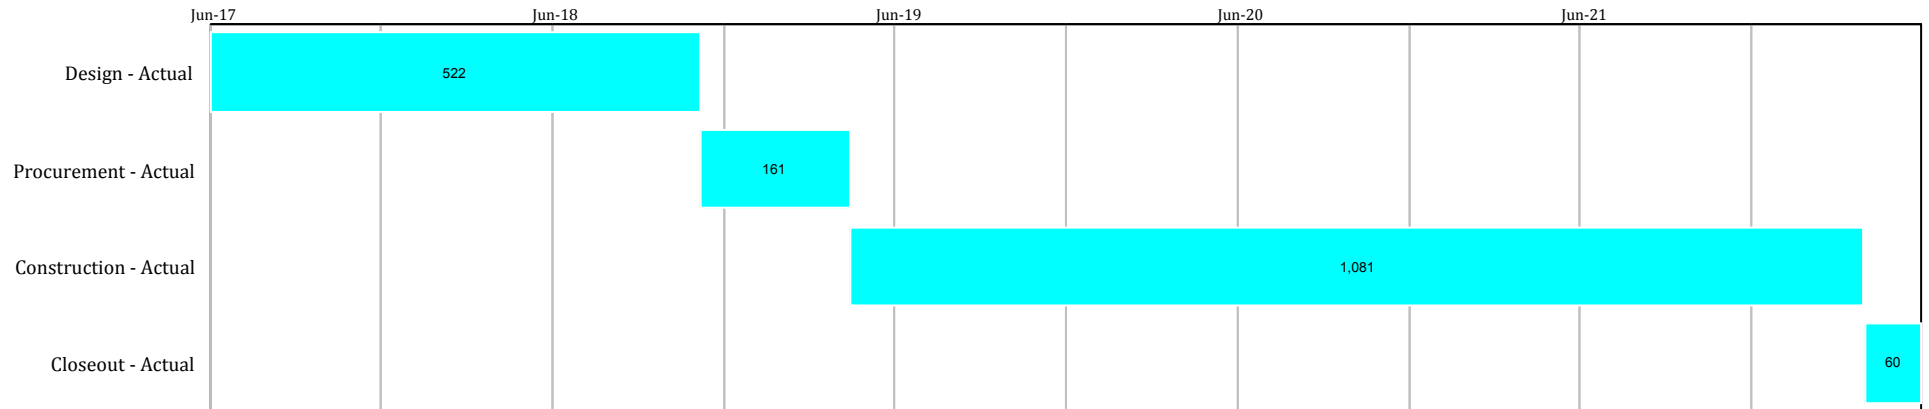 Jun-17 Jun-18 Jun-19 Jun-20 Jun-21
Design - Actual 522
Procurement - Actual 161
Construction - Actual 1,081
Closeout - Actual 60